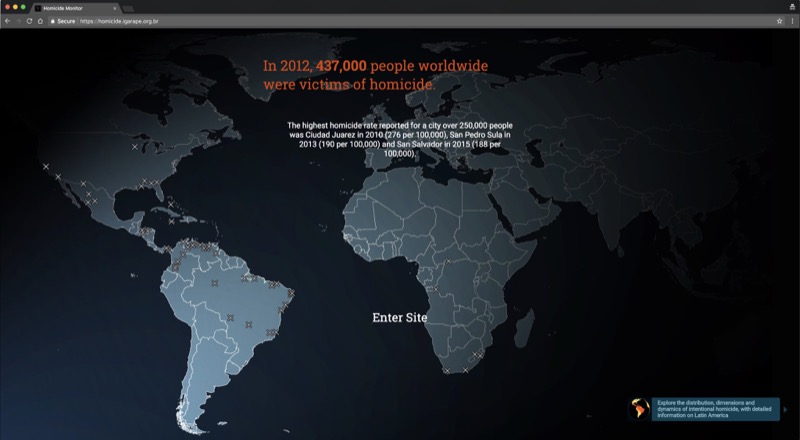 Homicide Monitor
Secure
https://homicide.igarape.org.br
In 2012, 437,000 people worldwide
were victims of homicide.
The highest homicide rate reported for a city over 250,000 people
was Ciudad Juarez in 2010 (276 per 100,000), San Pedro Sula in
2013 (190 per 100,000) and San Salvador in 2015 (188 per
100,000).
Enter Site
Explore the distribution, dimensions and
dynamics of intentional homicide, with detailed
information on Latin America